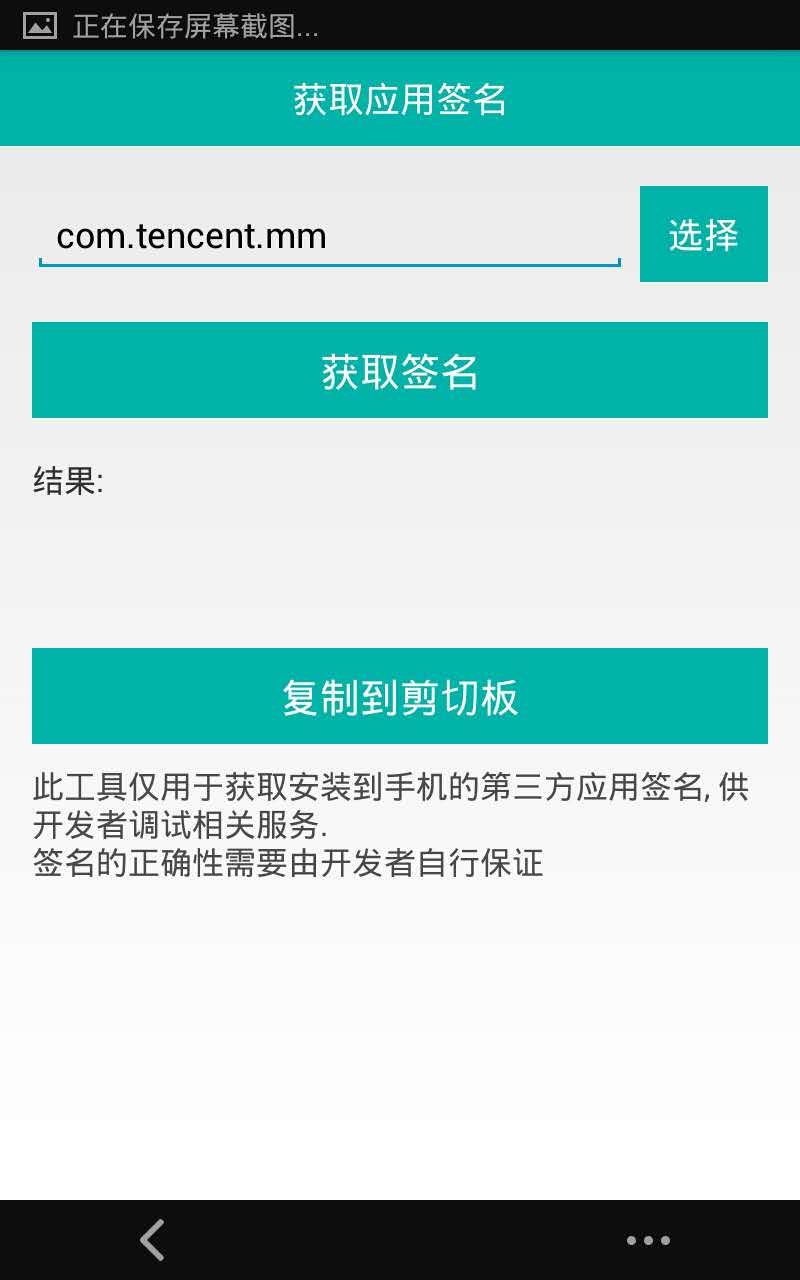 正在保存屏幕截图...
获取应用签名
com.tencent.mm
选择
获取签名
结果:
复制到剪切板
此工具仅用于获取安装到手机的第三方应用签名, 供
开发者调试相关服务.
签名的正确性需要由开发者自行保证